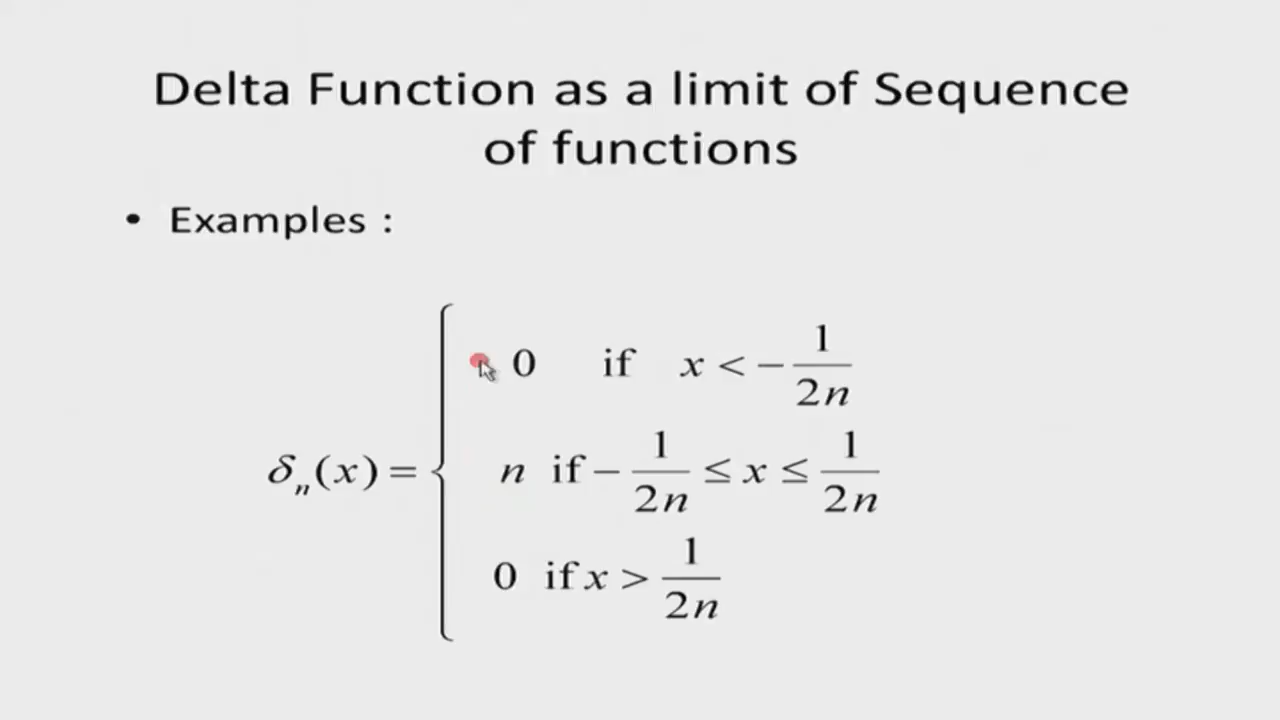 Delta Function as a limit of Sequence
of functions
• Examples :
δₙ(x) = {
0 if x < − 1/2n
n if − 1/2n ≤ x ≤ 1/2n
0 if x > 1/2n